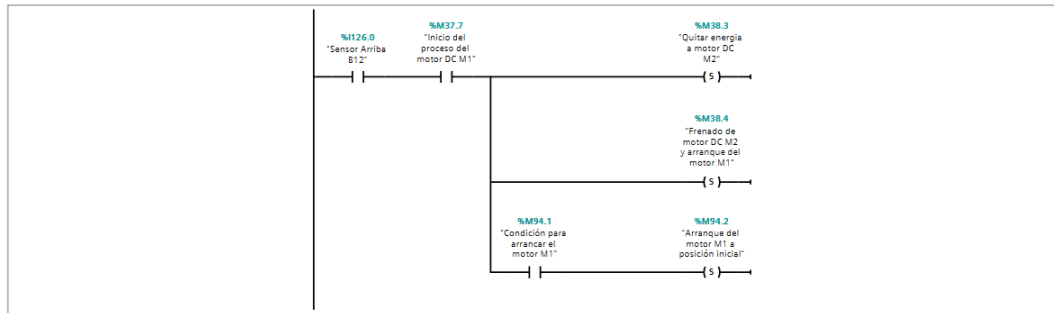 %I126.0
"Sensor Arriba
B12"
%M37.7
"Inicio del
proceso del
motor DC M1"
%M38.3
"Quitar energia
a motor DC
M2"
S
%M38.4
"Frenado de
motor DC M2
y arranque del
motor M1"
S
%M94.1
"Condición para
arrancar el
motor M1"
%M94.2
"Arranque del
motor M1 a
posición inicial"
S